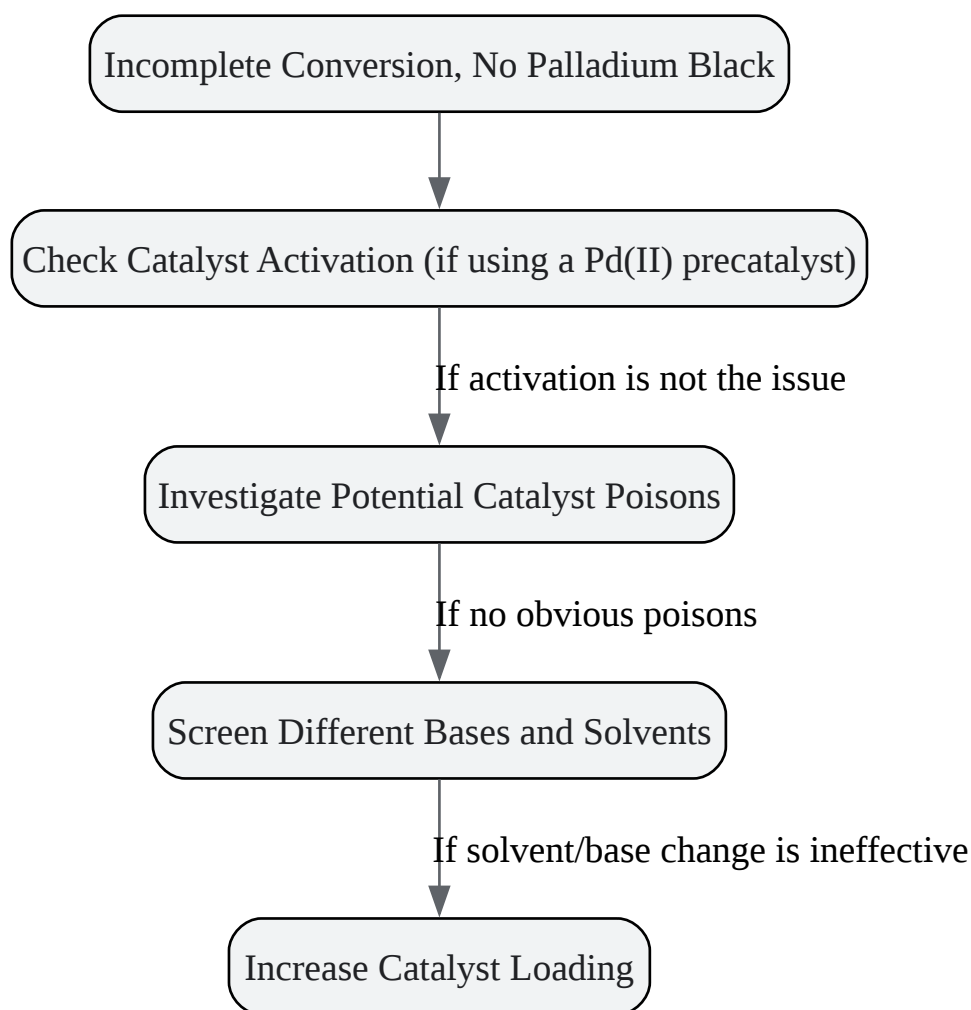 Incomplete Conversion, No Palladium Black
Check Catalyst Activation (if using a Pd(II) precatalyst)
If activation is not the issue
Investigate Potential Catalyst Poisons
If no obvious poisons
Screen Different Bases and Solvents
If solvent/base change is ineffective
Increase Catalyst Loading